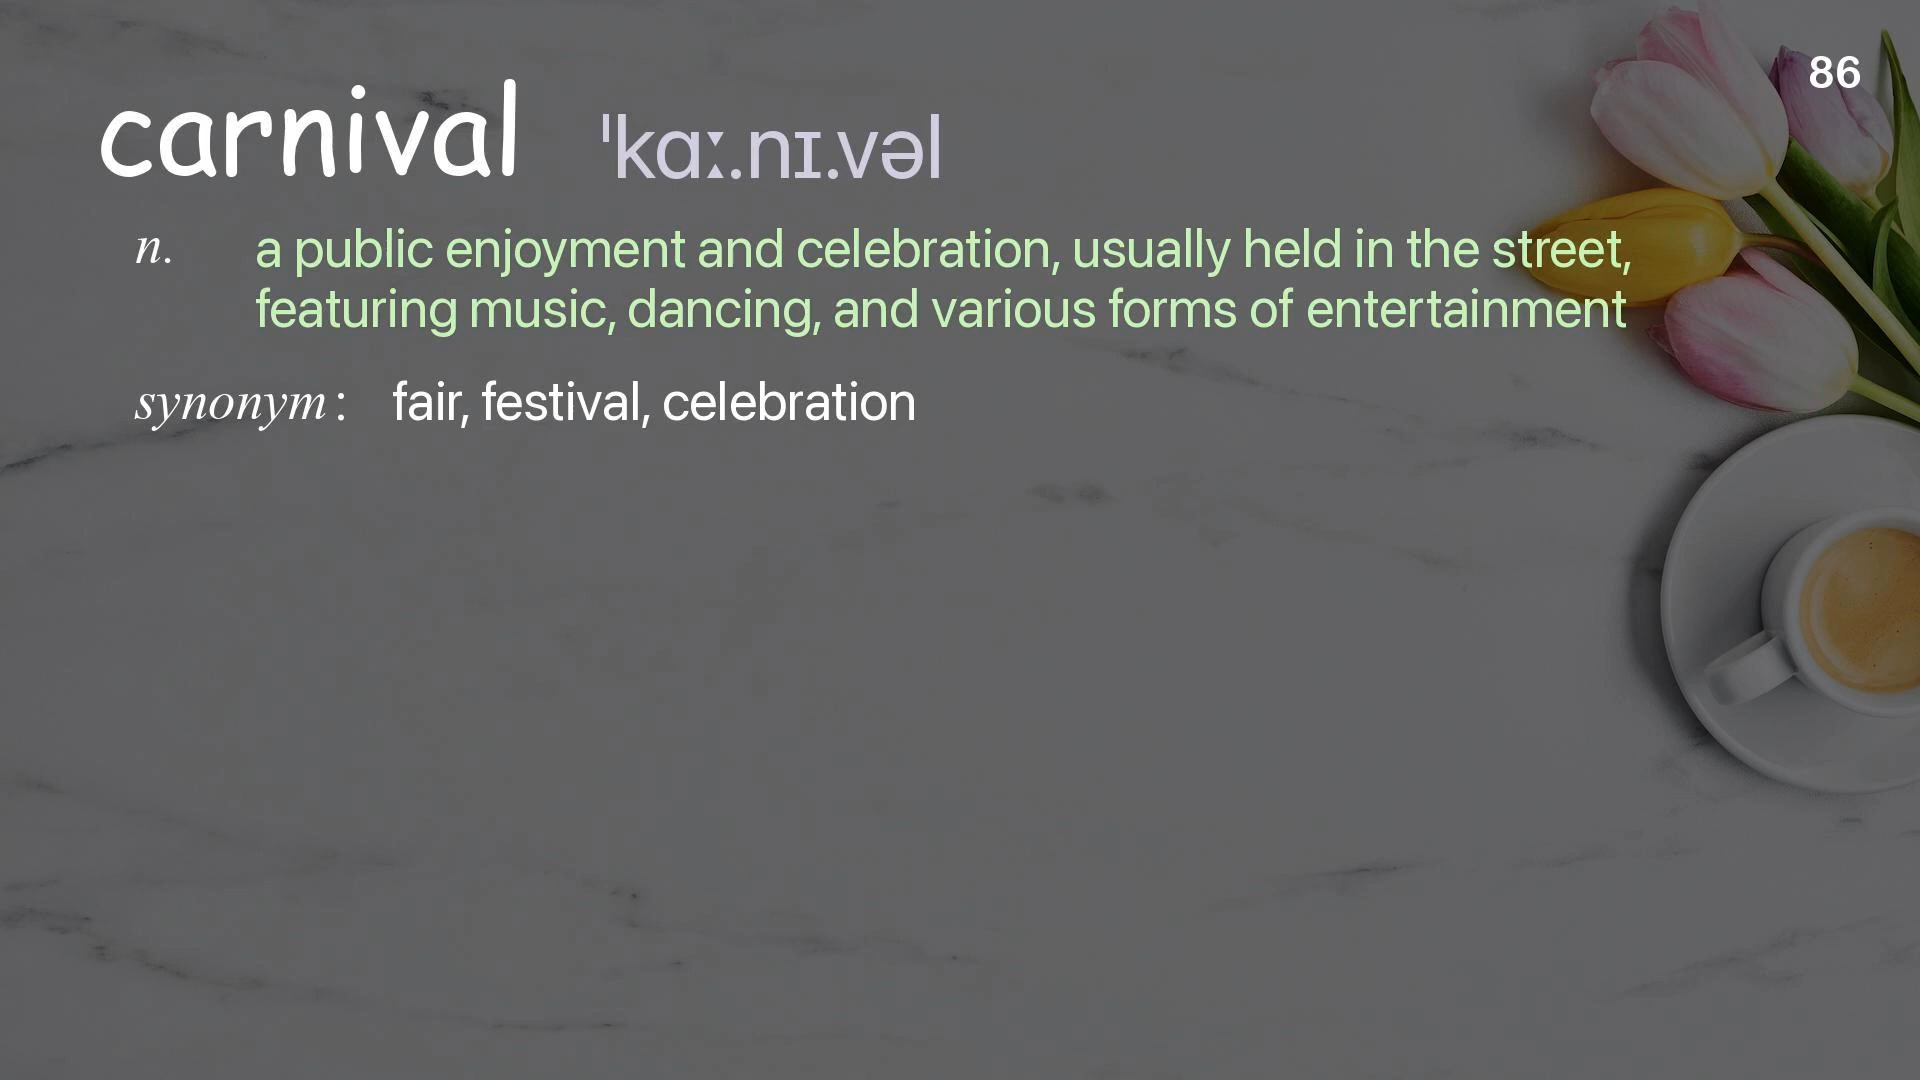 86
carnival ˈkɑː.nɪ.vəl
n. a public enjoyment and celebration, usually held in the street,
featuring music, dancing, and various forms of entertainment
synonym: fair, festival, celebration